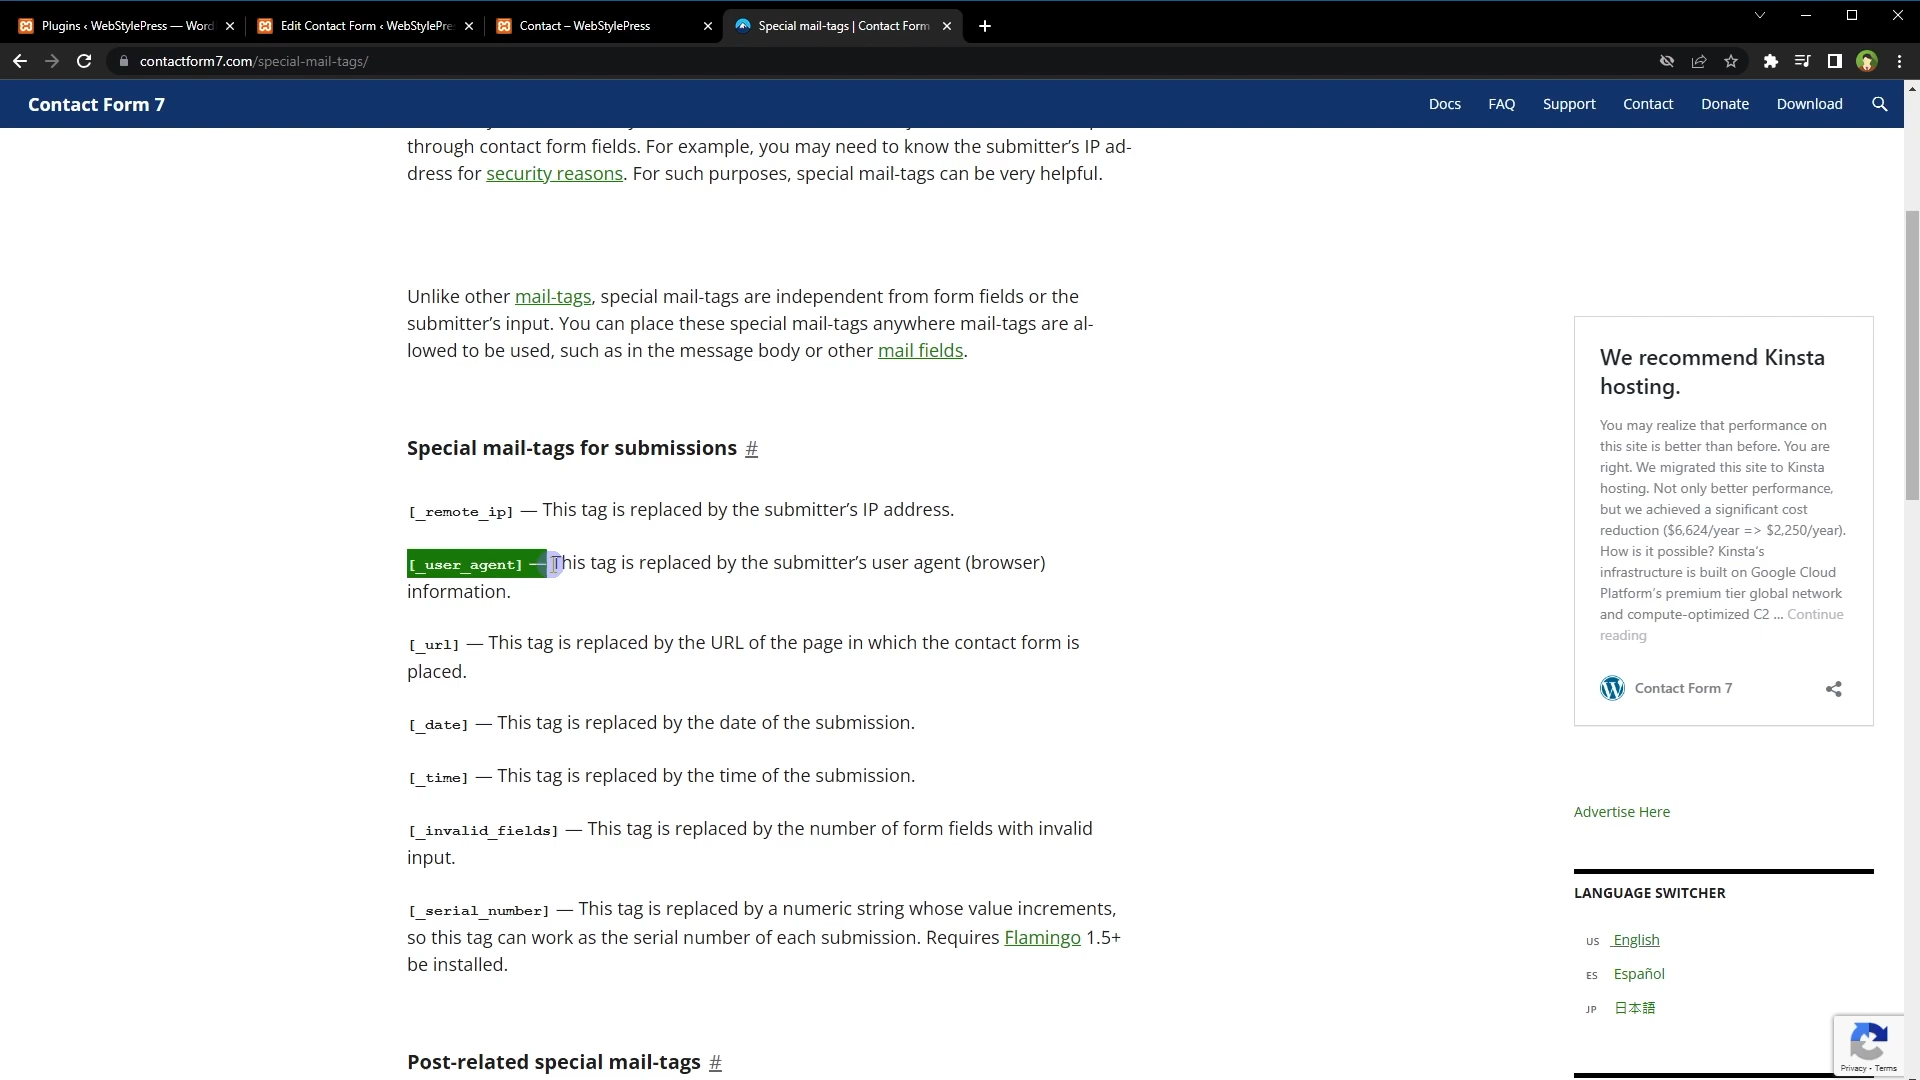 Plugins ‹ WebStylePress — Word
Edit Contact Form ‹ WebStylePre
Contact – WebStylePress
Special mail-tags | Contact Form
contactform7.com/special-mail-tags/
Contact Form 7
Docs
FAQ
Support
Contact
Donate
Download
through contact form fields. For example, you may need to know the submitter’s IP ad-
dress for security reasons. For such purposes, special mail-tags can be very helpful.
Unlike other mail-tags, special mail-tags are independent from form fields or the
submitter’s input. You can place these special mail-tags anywhere mail-tags are al-
lowed to be used, such as in the message body or other mail fields.
Special mail-tags for submissions #
[_remote_ip] — This tag is replaced by the submitter’s IP address.
[_user_agent] — This tag is replaced by the submitter’s user agent (browser)
information.
[_url] — This tag is replaced by the URL of the page in which the contact form is
placed.
[_date] — This tag is replaced by the date of the submission.
[_time] — This tag is replaced by the time of the submission.
[_invalid_fields] — This tag is replaced by the number of form fields with invalid
input.
[_serial_number] — This tag is replaced by a numeric string whose value increments,
so this tag can work as the serial number of each submission. Requires Flamingo 1.5+
be installed.
Post-related special mail-tags #
We recommend Kinsta
hosting.
You may realize that performance on
this site is better than before. You are
right. We migrated this site to Kinsta
hosting. Not only better performance,
but we achieved a significant cost
reduction ($6,624/year => $2,250/year).
How is it possible? Kinsta’s
infrastructure is built on Google Cloud
Platform’s premium tier global network
and compute-optimized C2 ... Continue
reading
Contact Form 7
Advertise Here
LANGUAGE SWITCHER
US English
ES Español
JP 日本語
Privacy - Terms